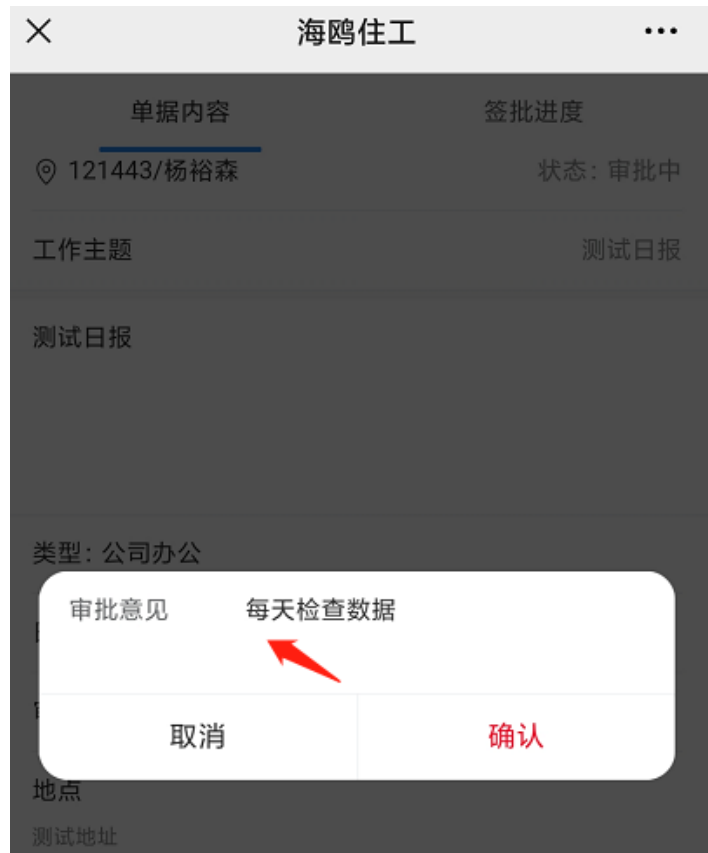 海鸥住工
单据内容 签批进度
121443/杨裕森 状态：审批中
工作主题 测试日报
测试日报
类型：公司办公
审批意见 每天检查数据
取消 确认
地点
测试地址